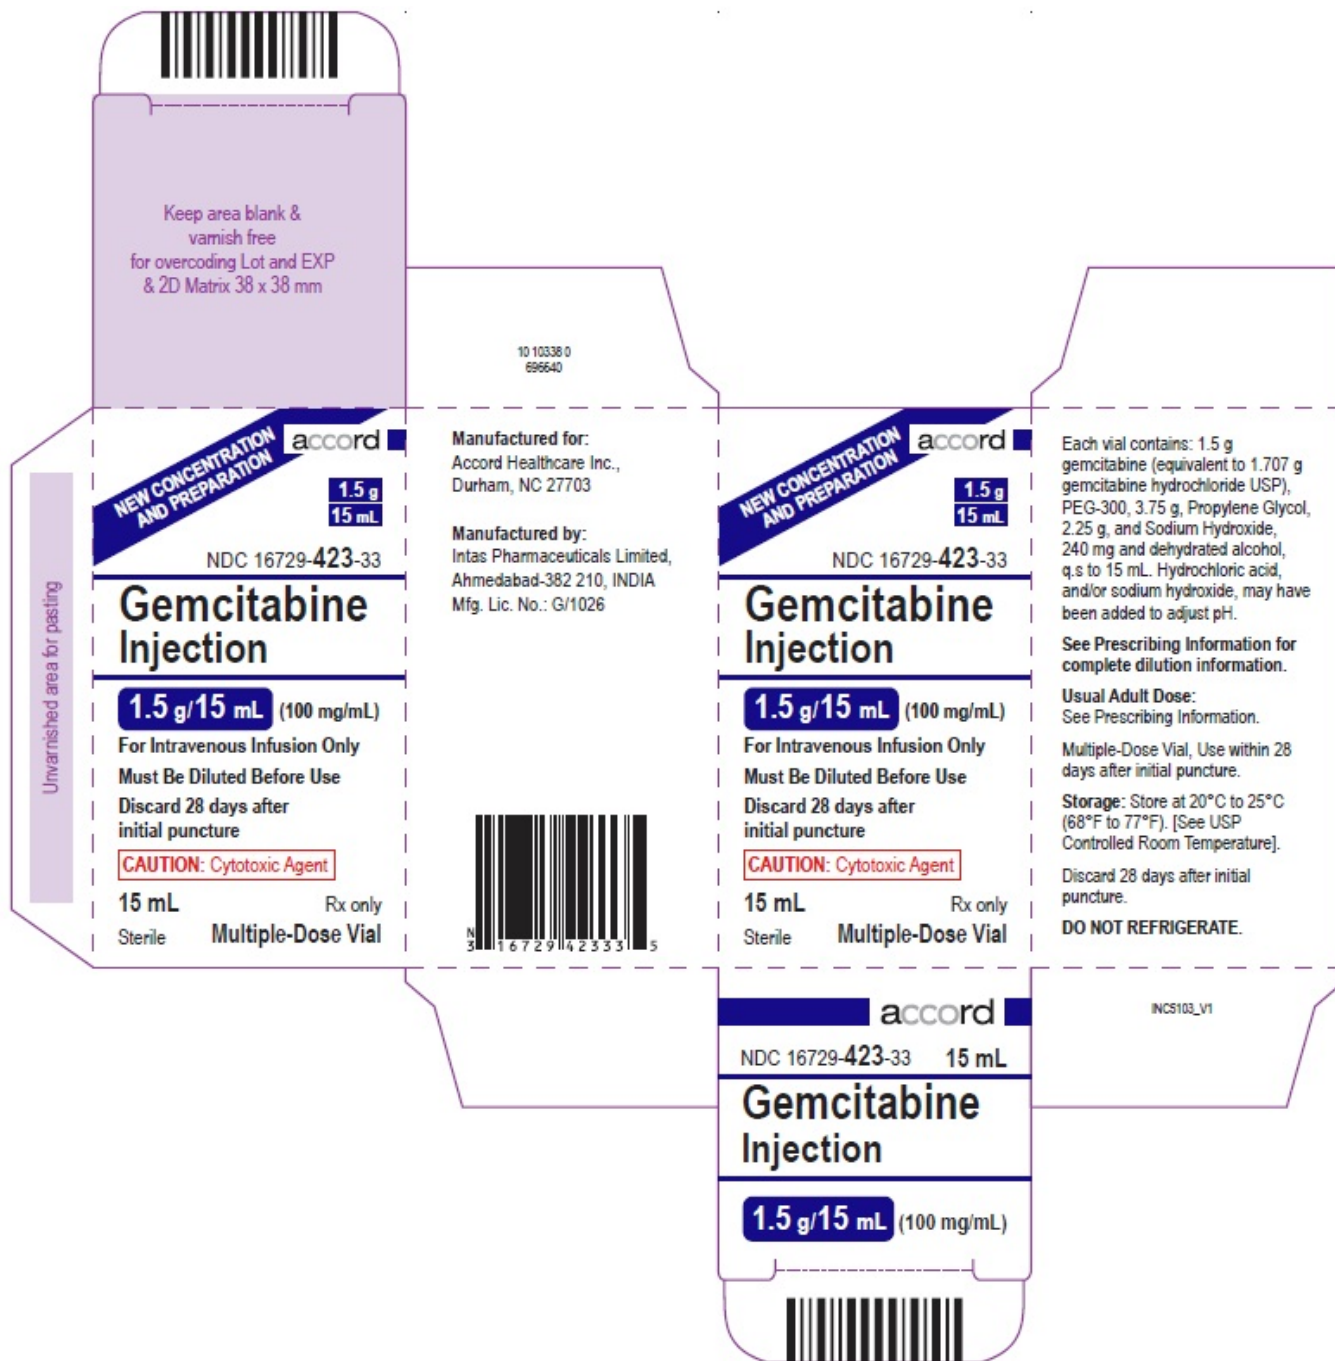 Keep area blank &
varnish free
for overcoding Lot and EXP
& 2D Matrix 38 x 38 mm
Unvarnished area for pasting
NEW CONCENTRATION
AND PREPARATION
accord
1.5 g
15 mL
NDC 16729-423-33
Gemcitabine
Injection
1.5 g/15 mL (100 mg/mL)
For Intravenous Infusion Only
Must Be Diluted Before Use
Discard 28 days after
initial puncture
CAUTION: Cytotoxic Agent
15 mL Rx only
Sterile Multiple-Dose Vial
10 10338 0
696640
Manufactured for:
Accord Healthcare Inc.,
Durham, NC 27703
Manufactured by:
Intas Pharmaceuticals Limited,
Ahmedabad-382 210, INDIA
Mfg. Lic. No.: G/1026
N
3 16729 42333 5
NEW CONCENTRATION
AND PREPARATION
accord
1.5 g
15 mL
NDC 16729-423-33
Gemcitabine
Injection
1.5 g/15 mL (100 mg/mL)
For Intravenous Infusion Only
Must Be Diluted Before Use
Discard 28 days after
initial puncture
CAUTION: Cytotoxic Agent
15 mL Rx only
Sterile Multiple-Dose Vial
Each vial contains: 1.5 g
gemcitabine (equivalent to 1.707 g
gemcitabine hydrochloride USP),
PEG-300, 3.75 g, Propylene Glycol,
2.25 g, and Sodium Hydroxide,
240 mg and dehydrated alcohol,
q.s to 15 mL. Hydrochloric acid,
and/or sodium hydroxide, may have
been added to adjust pH.
See Prescribing Information for
complete dilution information.
Usual Adult Dose:
See Prescribing Information.
Multiple-Dose Vial, Use within 28
days after initial puncture.
Storage: Store at 20°C to 25°C
(68°F to 77°F). [See USP
Controlled Room Temperature].
Discard 28 days after initial
puncture.
DO NOT REFRIGERATE.
INC5103_V1
accord
NDC 16729-423-33 15 mL
Gemcitabine
Injection
1.5 g/15 mL (100 mg/mL)